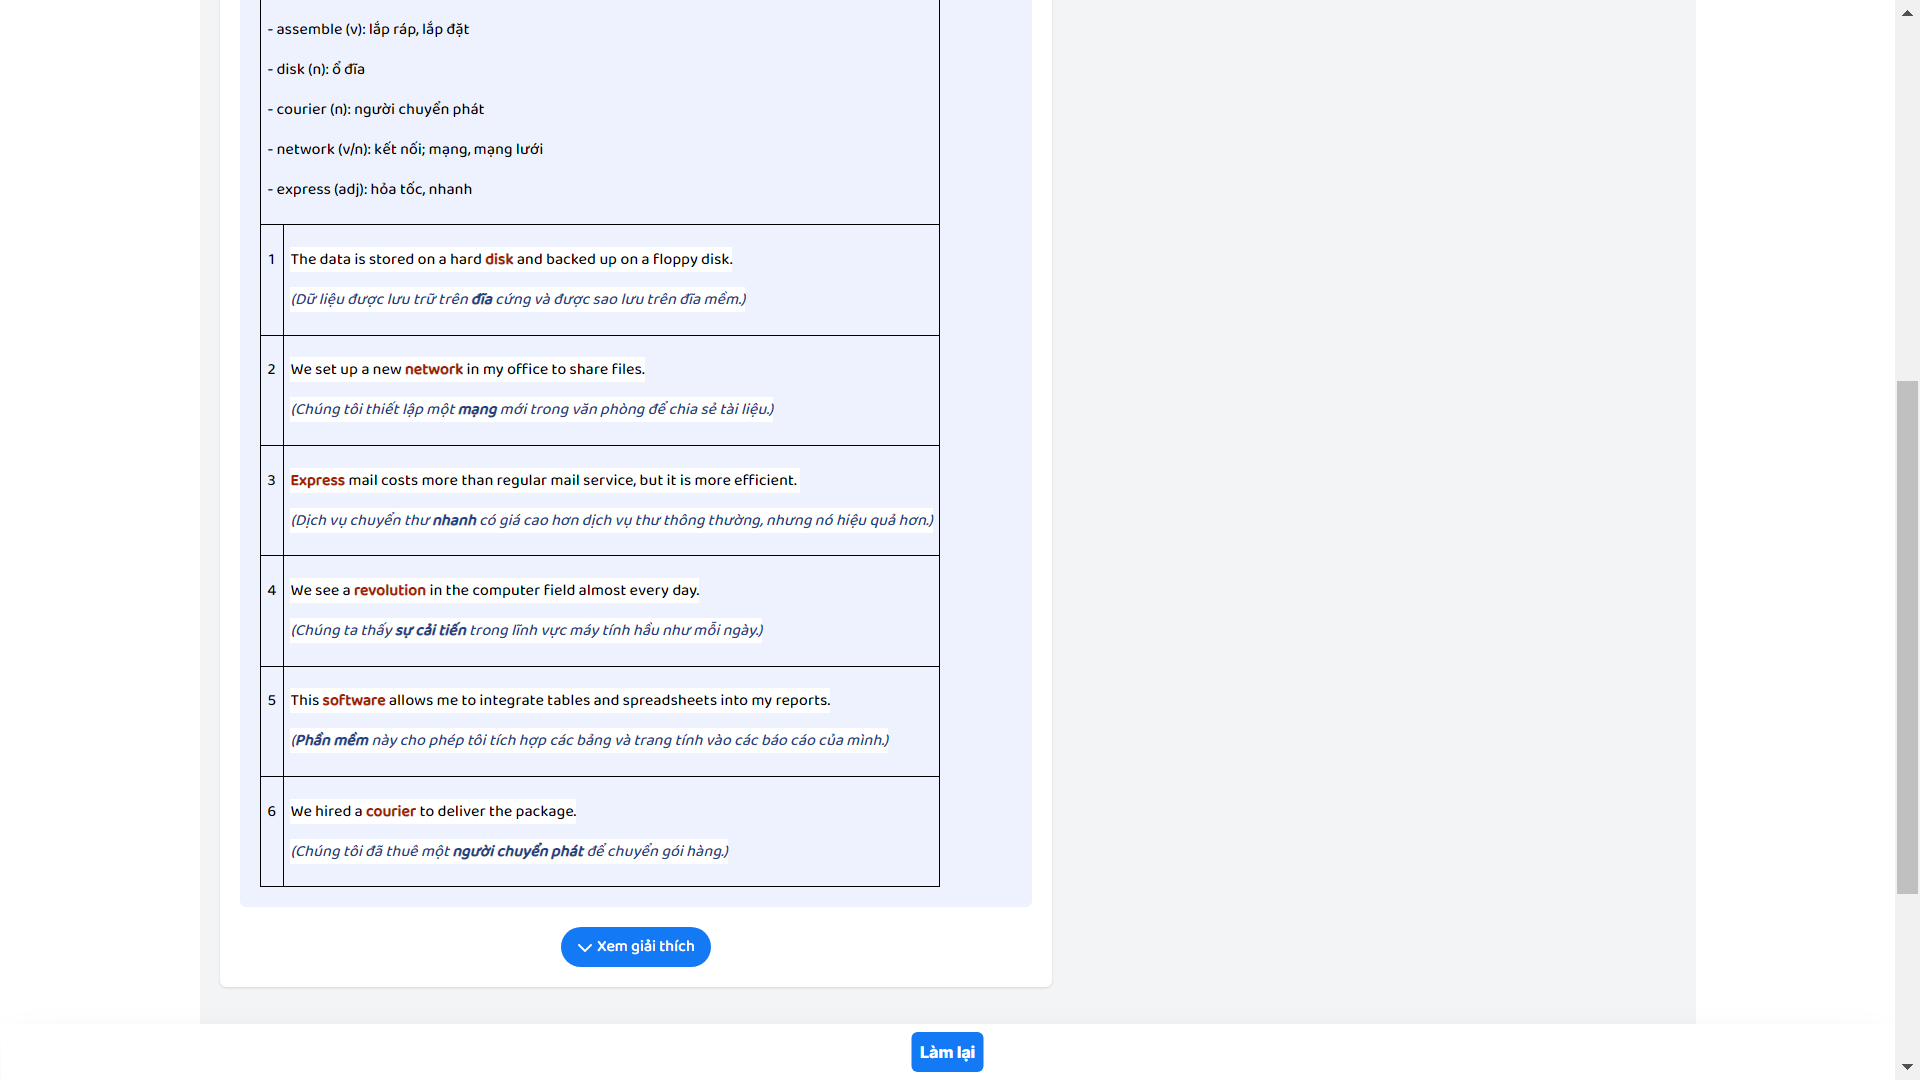 - assemble (v): lắp ráp, lắp đặt
- disk (n): ổ đĩa
- courier (n): người chuyển phát
- network (v/n): kết nối; mạng, mạng lưới
- express (adj): hỏa tốc, nhanh
1 The data is stored on a hard disk and backed up on a floppy disk.
(Dữ liệu được lưu trữ trên đĩa cứng và được sao lưu trên đĩa mềm.)
2 We set up a new network in my office to share files.
(Chúng tôi thiết lập một mạng mới trong văn phòng để chia sẻ tài liệu.)
3 Express mail costs more than regular mail service, but it is more efficient.
(Dịch vụ chuyển thư nhanh có giá cao hơn dịch vụ thư thông thường, nhưng nó hiệu quả hơn.)
4 We see a revolution in the computer field almost every day.
(Chúng ta thấy sự cải tiến trong lĩnh vực máy tính hầu như mỗi ngày.)
5 This software allows me to integrate tables and spreadsheets into my reports.
(Phần mềm này cho phép tôi tích hợp các bảng và trang tính vào các báo cáo của mình.)
6 We hired a courier to deliver the package.
(Chúng tôi đã thuê một người chuyển phát để chuyển gói hàng.)
Xem giải thích
Làm lại